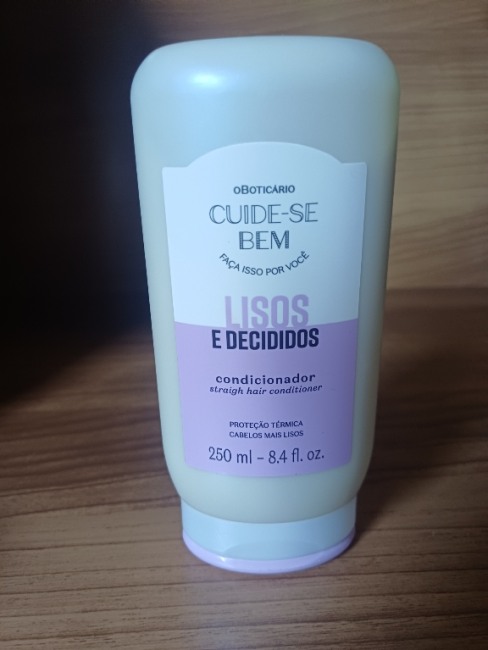 oBOTICÁRIO
CUIDE-SE
BEM
FAÇA ISSO POR VOCÊ
LISOS
E DECIDIDOS
condicionador
straigh hair conditioner
PROTEÇÃO TÉRMICA
CABELOS MAIS LISOS
250 ml – 8.4 fl. oz.